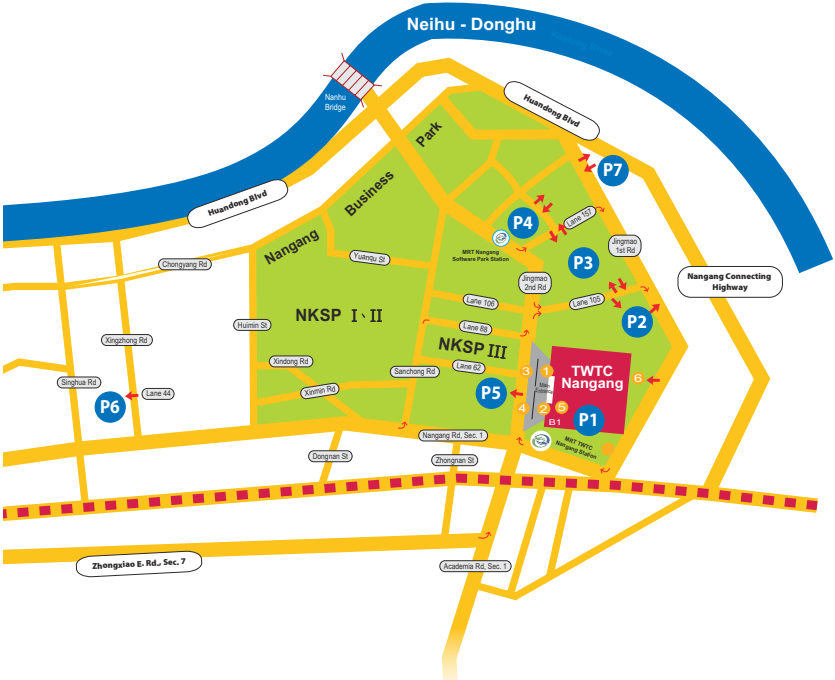 Neihu - Donghu
Nanhu
Bridge
Huandong Blvd
Park
P7
Huandong Blvd
Business
P4
Lane 157
Nangang
MRT Nangang
Software Park Station
Jingmao
1st Rd
Yuanqu St
P3
Chongyang Rd
Jingmao
2nd Rd
Nangang Connecting
Highway
Lane 106
Lane 105
NKSP I、II
Huimin St
Lane 88
P2
Xingzhong Rd
NKSP III
Xindong Rd
Lane 62
Sanchong Rd
3
1
TWTC
Nangang
6
Singhua Rd
Lane 44
Xinmin Rd
P5
Main
P6
4
2
5
P1
B1
Nangang Rd, Sec. 1
MRT TWTC
Nangang Station
Dongnan St
Zhongnan St
Zhongxiao E. Rd., Sec. 7
Academia Rd, Sec. 1